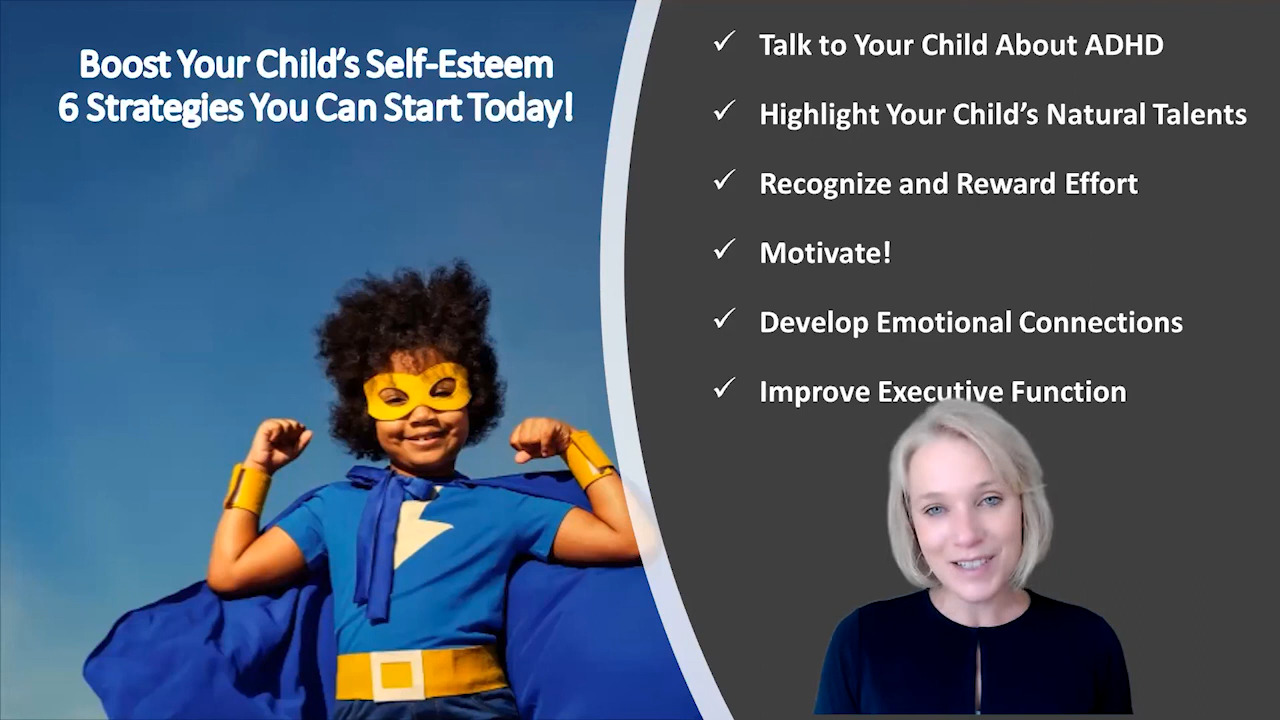 Boost Your Child's Self-Esteem
6 Strategies You Can Start Today!
✓ Talk to Your Child About ADHD
✓ Highlight Your Child's Natural Talents
✓ Recognize and Reward Effort
✓ Motivate!
✓ Develop Emotional Connections
✓ Improve Executive Function